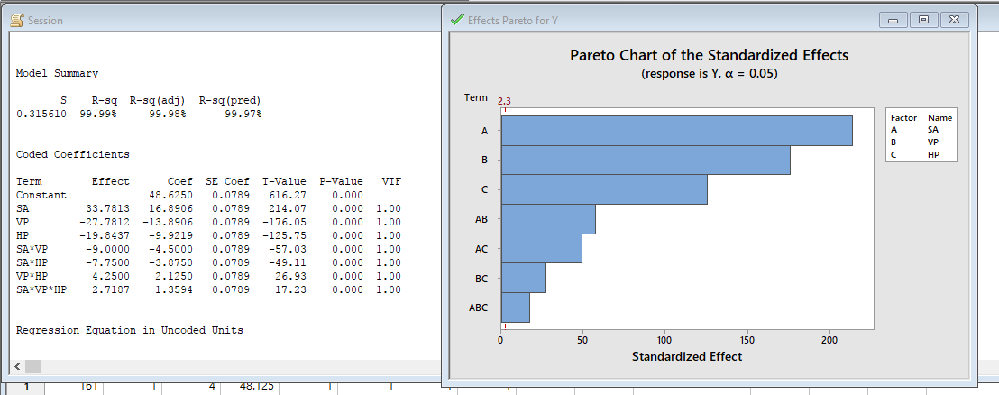 Session
Model Summary
S R-sq R-sq(adj) R-sq(pred)
0.315610 99.99% 99.98% 99.97%
Coded Coefficients
Term Effect Coef SE Coef T-Value P-Value VIF
Constant 48.6250 0.0789 616.27 0.000
SA 33.7813 16.8906 0.0789 214.07 0.000 1.00
VP -27.7812 -13.8906 0.0789 -176.05 0.000 1.00
HP -19.8437 -9.9219 0.0789 -125.75 0.000 1.00
SA*VP -9.0000 -4.5000 0.0789 -57.03 0.000 1.00
SA*HP -7.7500 -3.8750 0.0789 -49.11 0.000 1.00
VP*HP 4.2500 2.1250 0.0789 26.93 0.000 1.00
SA*VP*HP 2.7187 1.3594 0.0789 17.23 0.000 1.00
Regression Equation in Uncoded Units
Effects Pareto for Y
Pareto Chart of the Standardized Effects
(response is Y, α = 0.05)
Term 2.3
A
B
C
AB
AC
BC
ABC
0 50 100 150 200
Standardized Effect
Factor Name
A SA
B VP
C HP
1 161 1 4 48.125 1 1